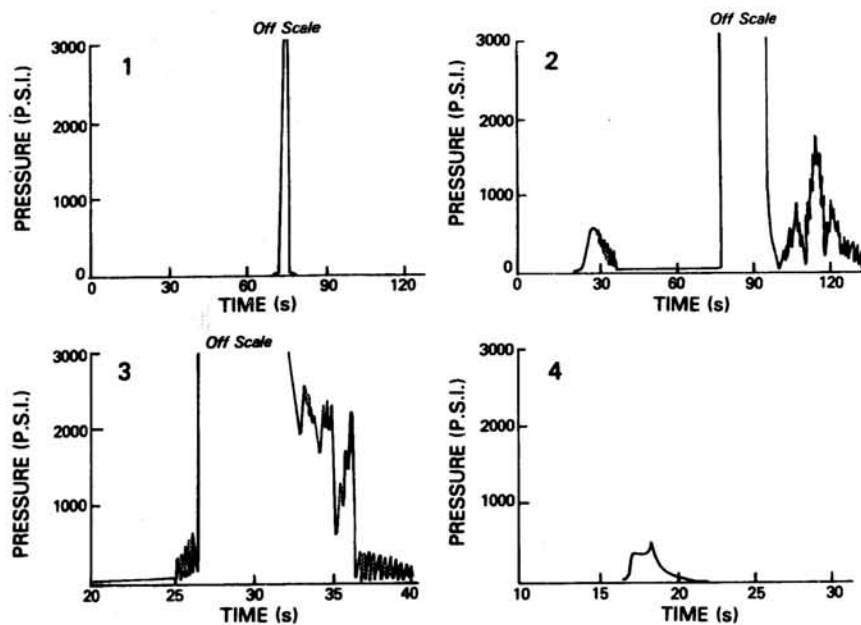 Off Scale
PRESSURE (P.S.I.)
3000
2000
1000
0
1
0 30 60 90 120
TIME (s)
Off Scale
PRESSURE (P.S.I.)
3000
2000
1000
0
2
0 30 60 90 120
TIME (s)
Off Scale
PRESSURE (P.S.I.)
3000
2000
1000
3
20 25 30 35 40
TIME (s)
PRESSURE (P.S.I.)
3000
2000
1000
4
10 15 20 25 30
TIME (s)